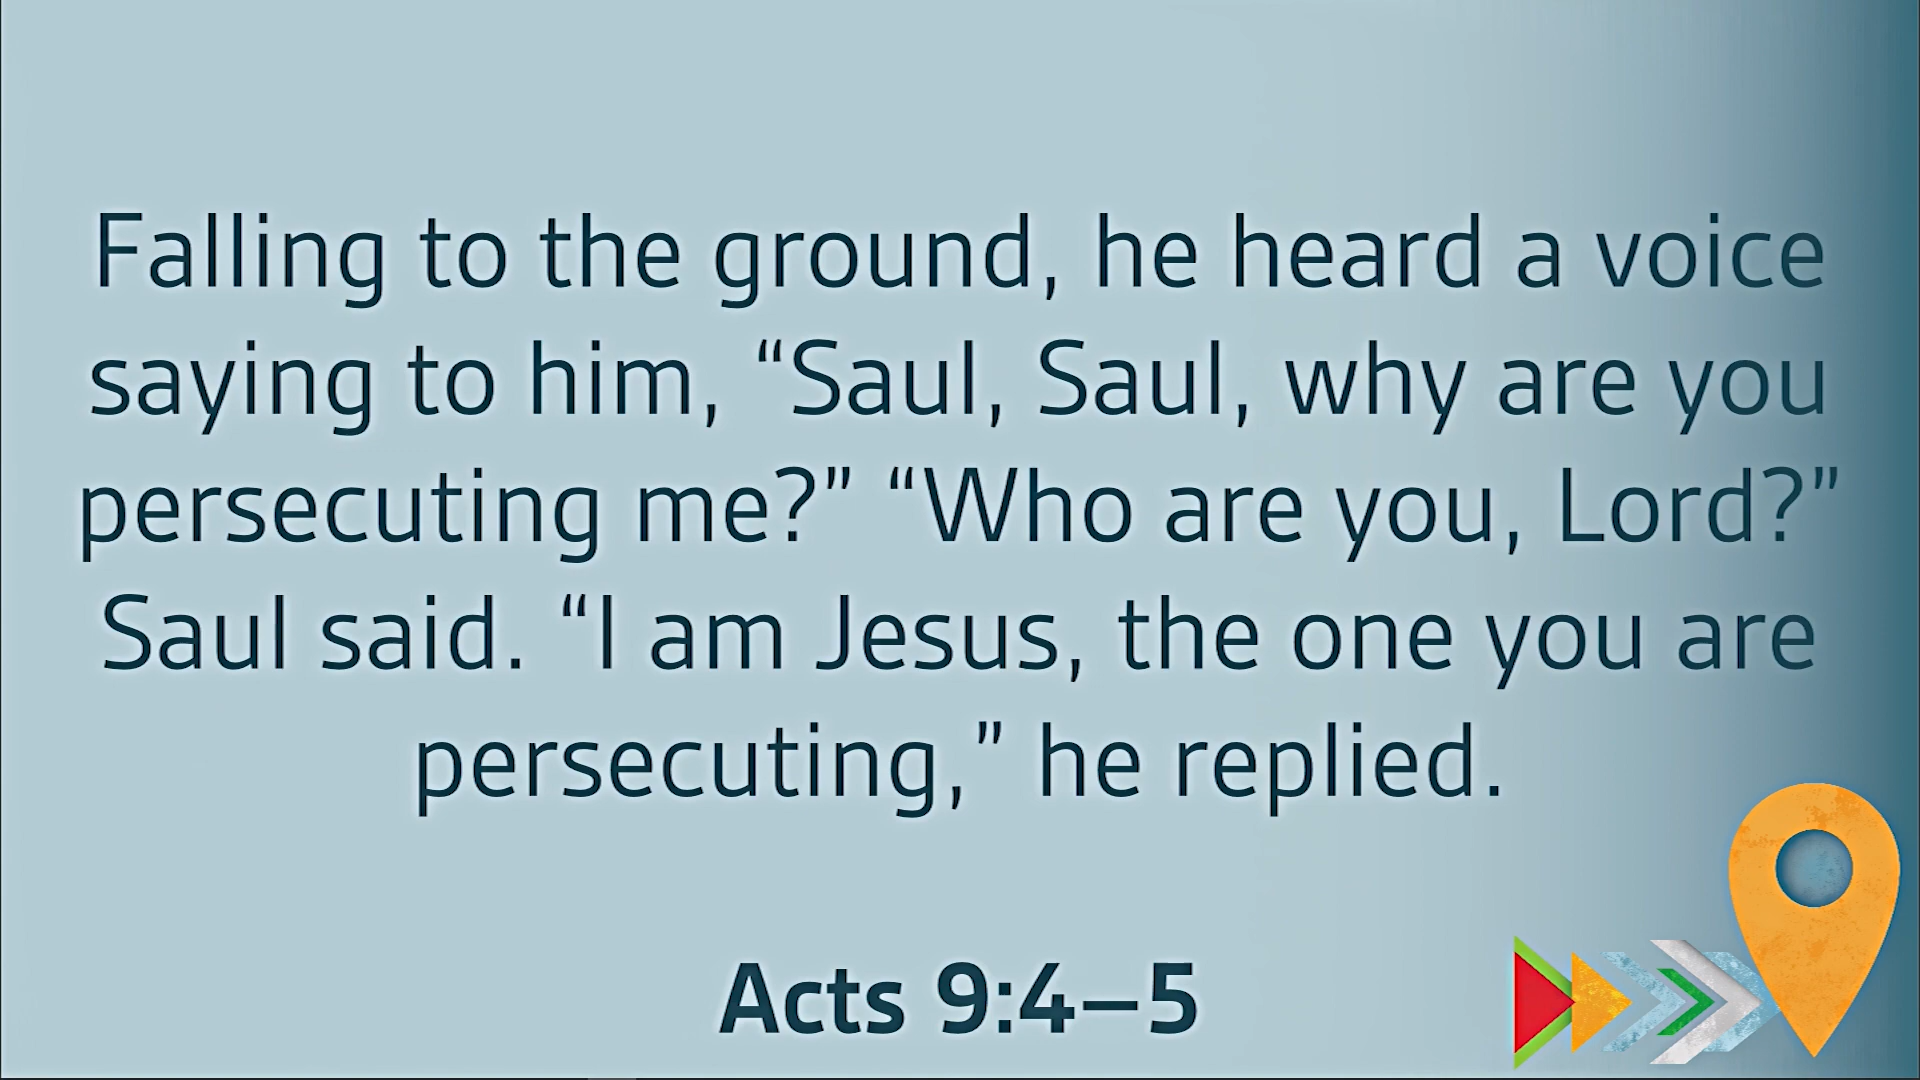 Falling to the ground, he heard a voice
saying to him, “Saul, Saul, why are you
persecuting me?” “Who are you, Lord?”
Saul said. “I am Jesus, the one you are
persecuting,” he replied.
Acts 9:4–5